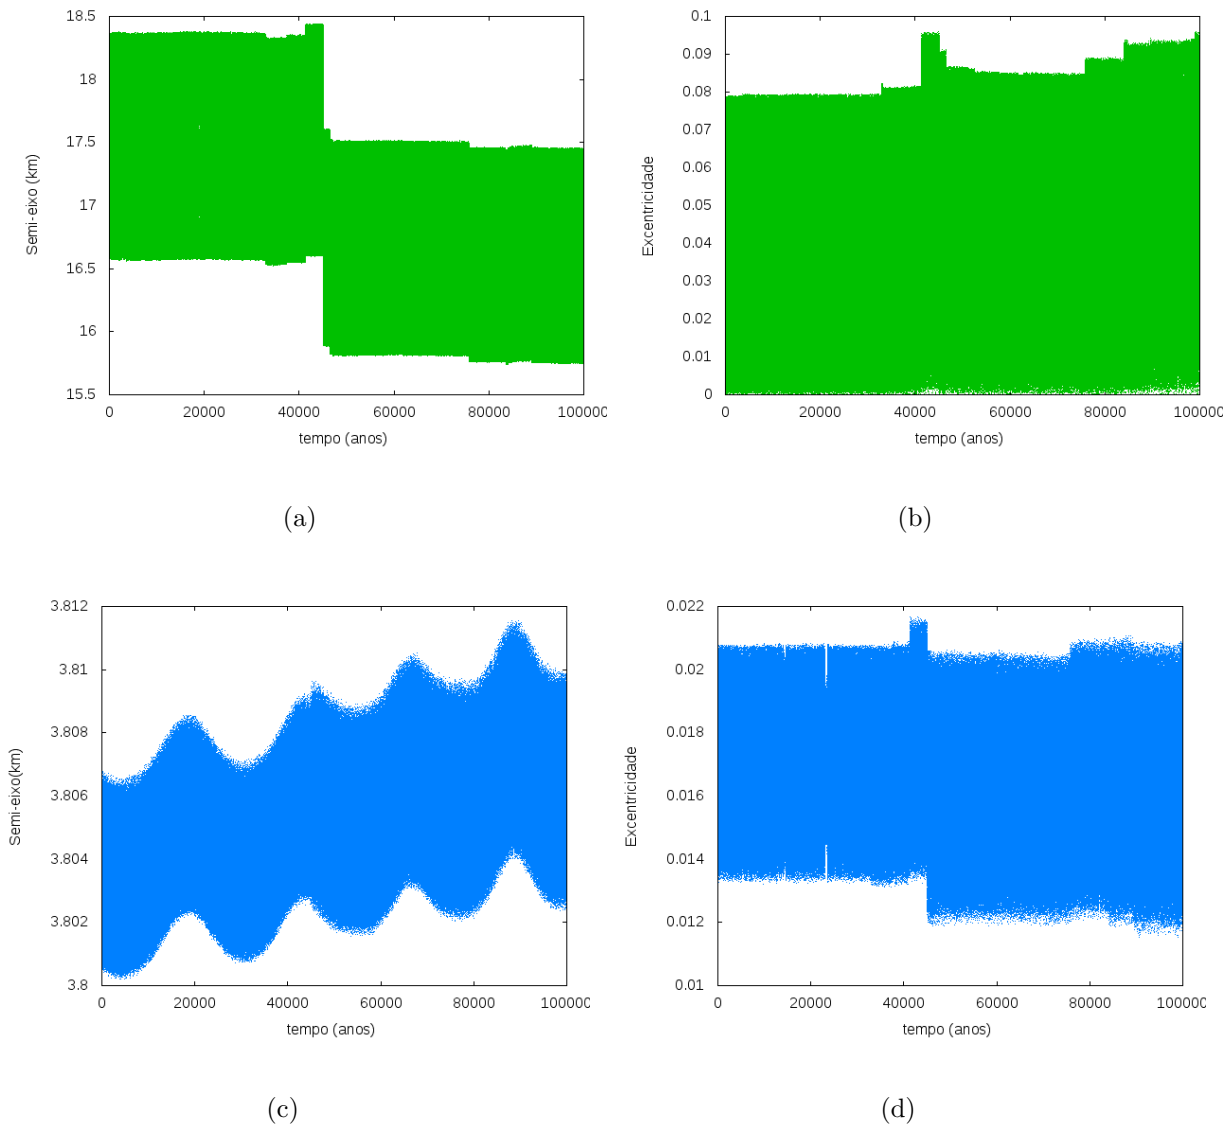 18.5
18
17.5
17
16.5
16
15.5
Semi-eixo (km)
0 20000 40000 60000 80000 100000
tempo (anos)
(a)
0.1
0.09
0.08
0.07
0.06
0.05
0.04
0.03
0.02
0.01
0
Excentricidade
0 20000 40000 60000 80000 100000
tempo (anos)
(b)
3.812
3.81
3.808
3.806
3.804
3.802
3.8
Semi-eixo(km)
0 20000 40000 60000 80000 100000
tempo (anos)
(c)
0.022
0.02
0.018
0.016
0.014
0.012
0.01
Excentricidade
0 20000 40000 60000 80000 100000
tempo (anos)
(d)